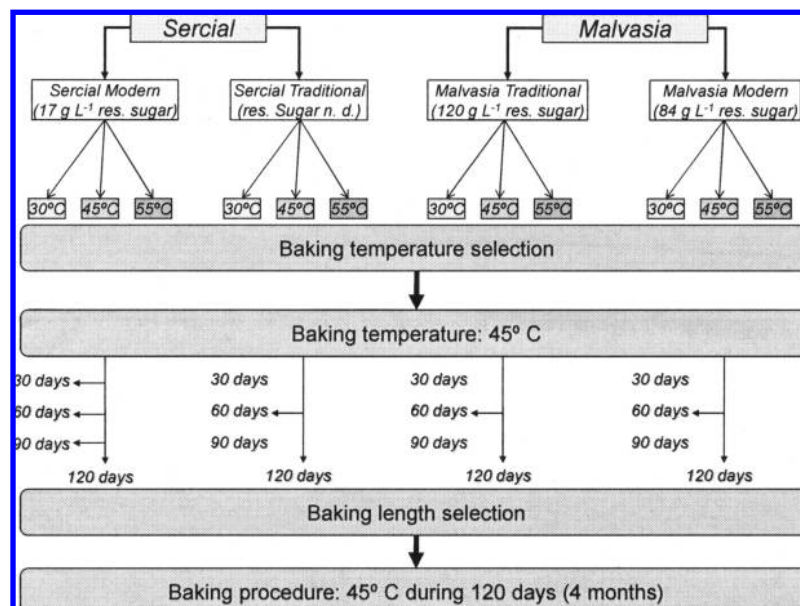 Sercial
Malvasia
Sercial Modern
(17 g L⁻¹ res. sugar)
Sercial Traditional
(res. Sugar n. d.)
Malvasia Traditional
(120 g L⁻¹ res. sugar)
Malvasia Modern
(84 g L⁻¹ res. sugar)
30ºC 45ºC 55ºC 30ºC 45ºC 55ºC 30ºC 45ºC 55ºC 30ºC 45ºC 55ºC
Baking temperature selection
Baking temperature: 45º C
30 days 30 days 30 days 30 days
60 days 60 days 60 days 60 days
90 days 90 days 90 days 90 days
120 days 120 days 120 days 120 days
Baking length selection
Baking procedure: 45º C during 120 days (4 months)